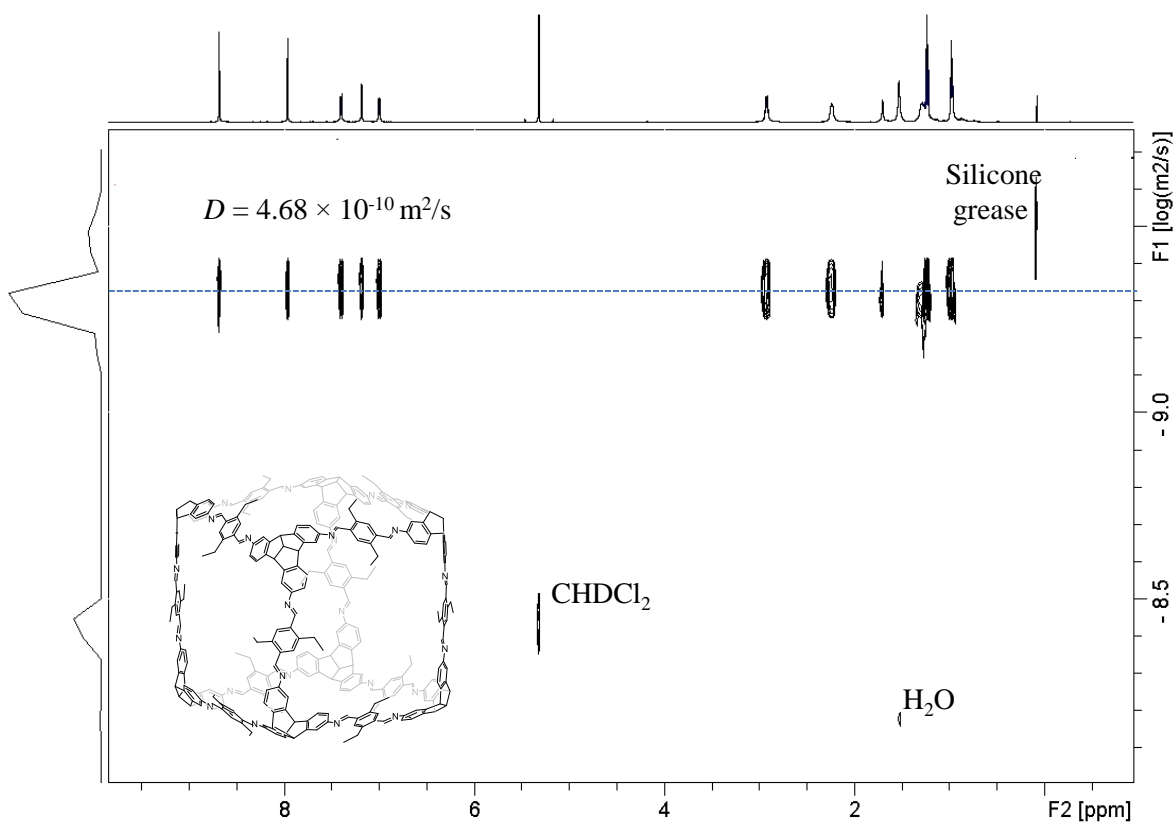 Silicone
grease
D = 4.68 × 10⁻¹⁰ m²/s
F1 [log(m2/s)]
- 9.0
- 8.5
CHDCl₂
H₂O
N N N N N N N N N N N N N N N N N N N N N N N N
8 6 4 2 F2 [ppm]